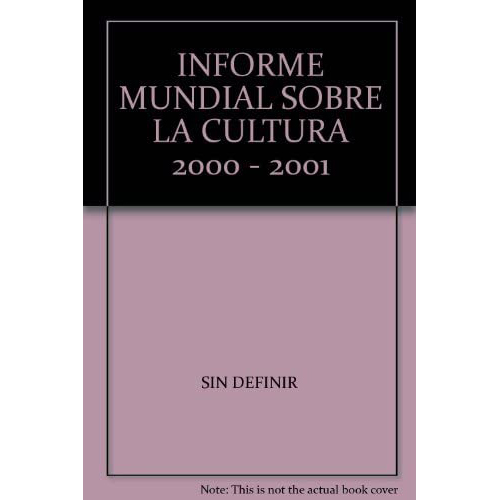 INFORME
MUNDIAL SOBRE
LA CULTURA
2000 - 2001
SIN DEFINIR
Note: This is not the actual book cover